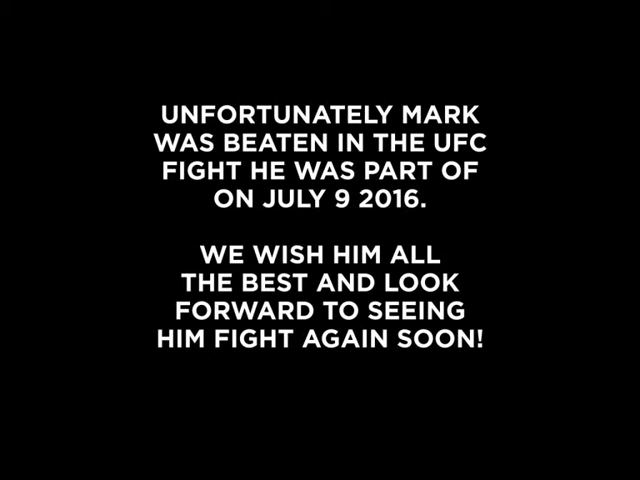 UNFORTUNATELY MARK
WAS BEATEN IN THE UFC
FIGHT HE WAS PART OF
ON JULY 9 2016.
WE WISH HIM ALL
THE BEST AND LOOK
FORWARD TO SEEING
HIM FIGHT AGAIN SOON!